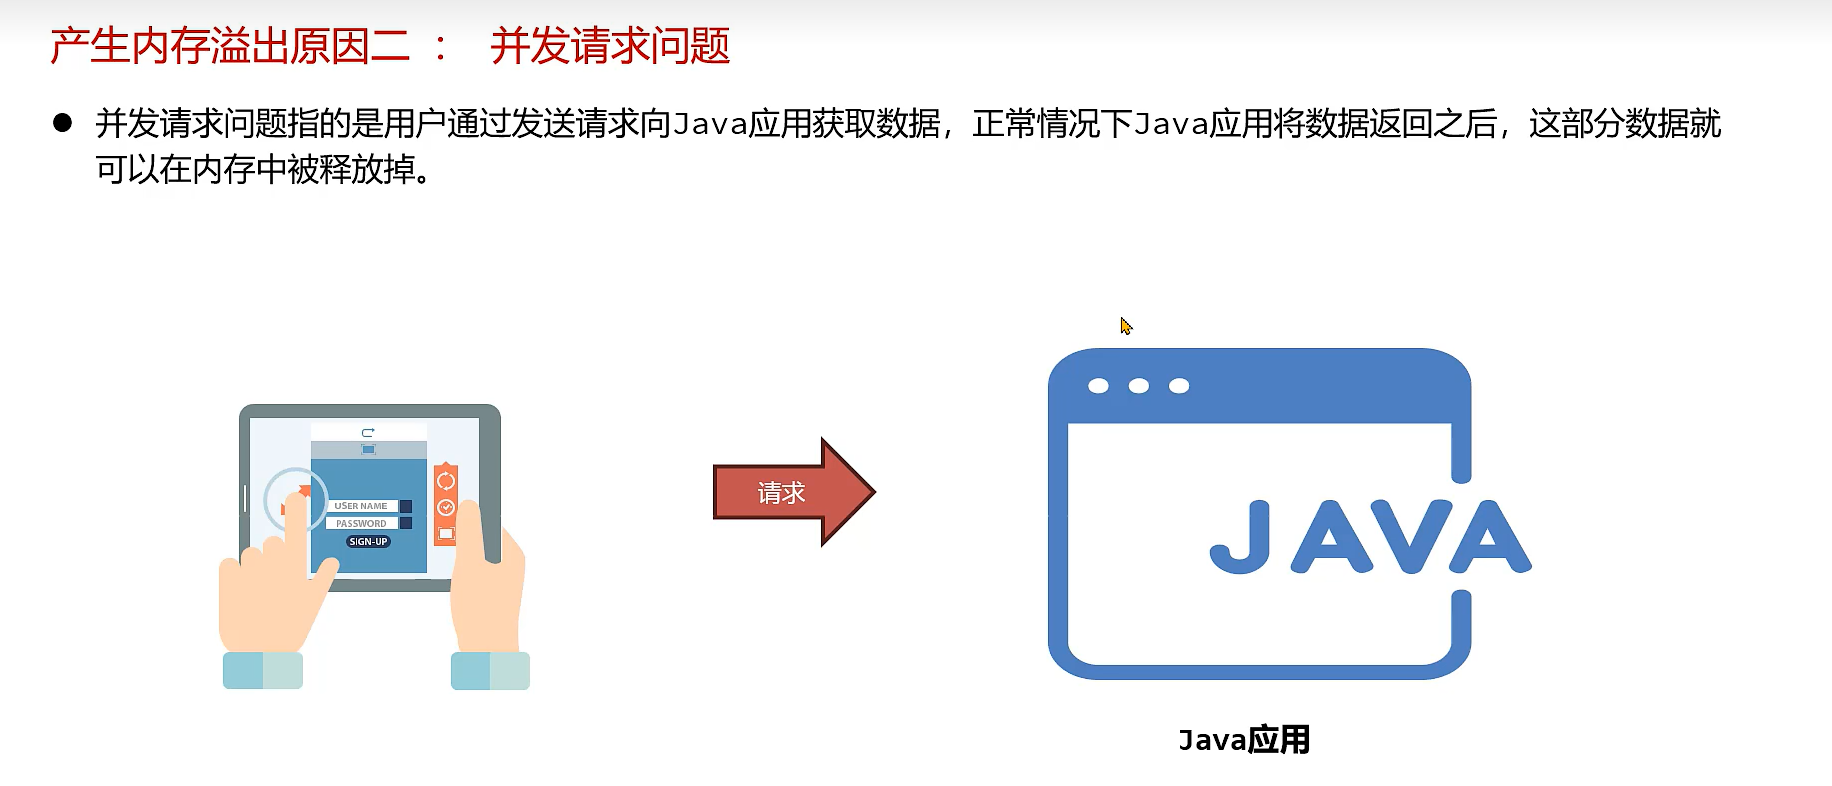 产生内存溢出原因二 ： 并发请求问题
● 并发请求问题指的是用户通过发送请求向Java应用获取数据，正常情况下Java应用将数据返回之后，这部分数据就
可以在内存中被释放掉。
USER NAME
PASSWORD
SIGN-UP
请求
JAVA
Java应用